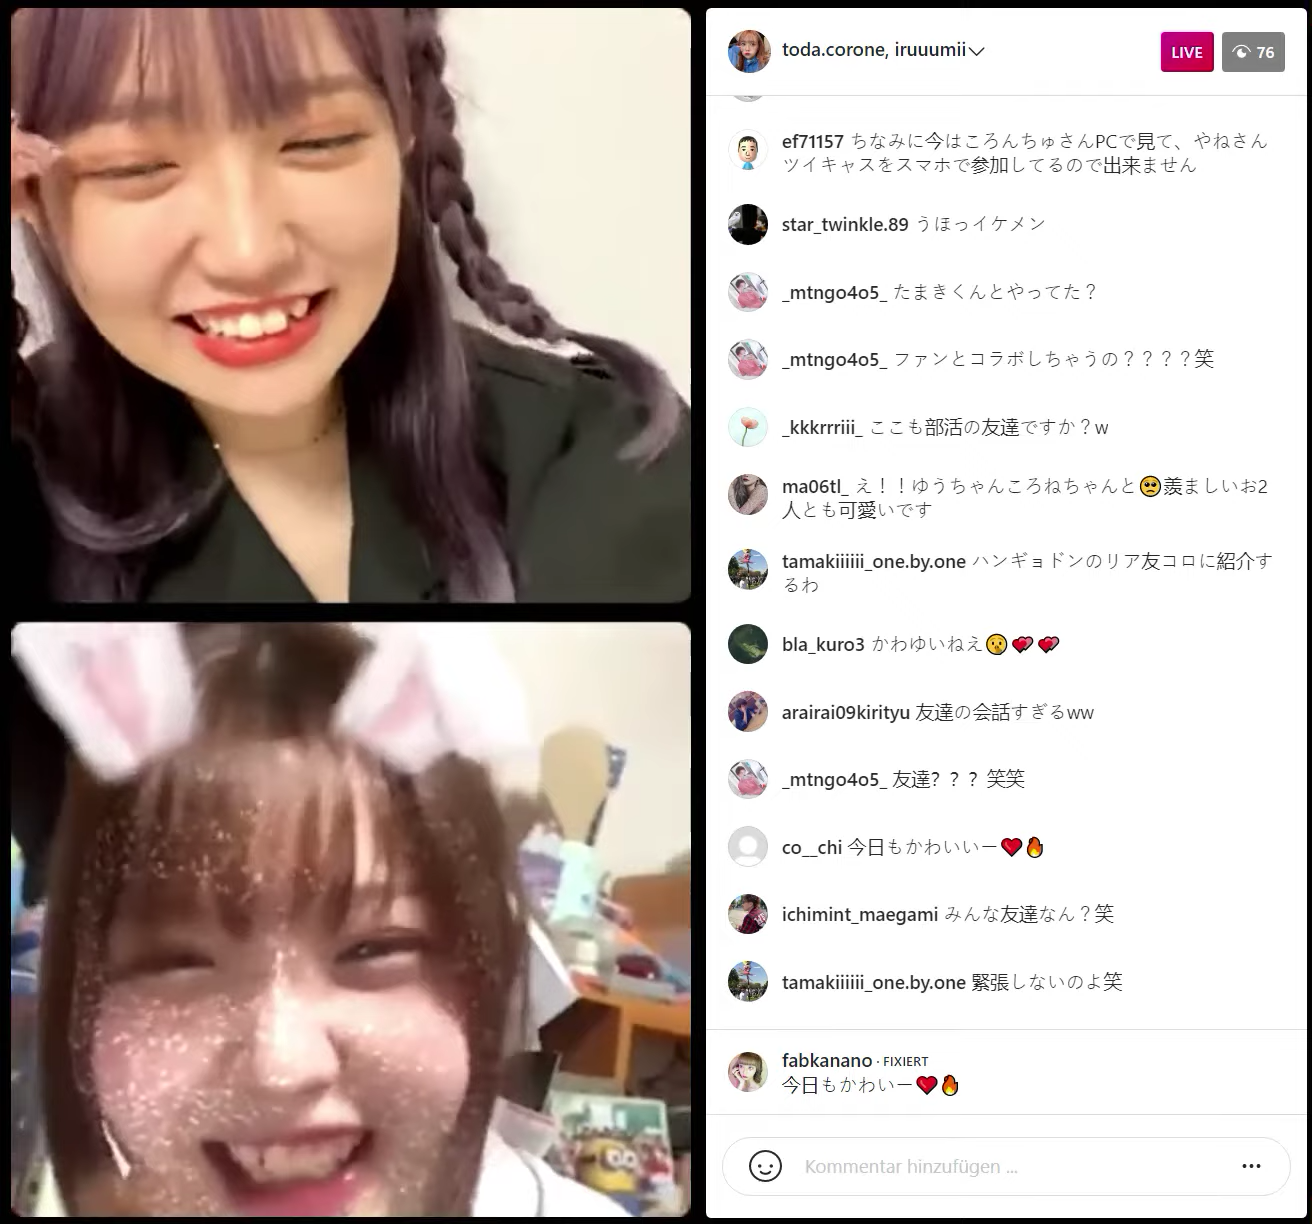 toda.corone, iruuumii
LIVE
76
ef71157 ちなみに今はころんちゅさんPCで見て、やねさん
ツイキャスをスマホで参加してるので出来ません
star_twinkle.89 うほっイケメン
_mtngo4o5_ たまきくんとやってた？
_mtngo4o5_ ファンとコラボしちゃうの？？？？笑
_kkkrrriii_ ここも部活の友達ですか？w
ma06tl_ え！！ゆうちゃんころねちゃんと🥺羨ましいお2
人とも可愛いです
tamakiiiiii_one.by.one ハンギョドンのリア友コロに紹介す
るわ
bla_kuro3 かわゆいねえ🤫💞💞
arairai09kirityu 友達の会話すぎるww
_mtngo4o5_ 友達？？？笑笑
co__chi 今日もかわいいー❤️🔥
ichimint_maegami みんな友達なん？笑
tamakiiiiii_one.by.one 緊張しないのよ笑
fabkanano · FIXIERT
今日もかわいー❤️🔥
Kommentar hinzufügen ...